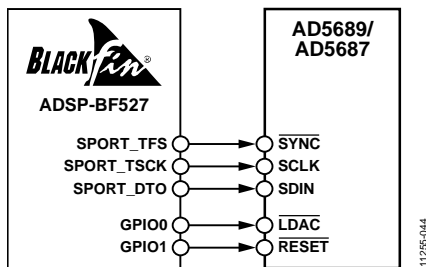 BLACKfin®
ADSP-BF527
SPORT_TFS
SPORT_TSCK
SPORT_DTO
GPIO0
GPIO1
AD5689/
AD5687
SYNC
SCLK
SDIN
LDAC
RESET
11255-044